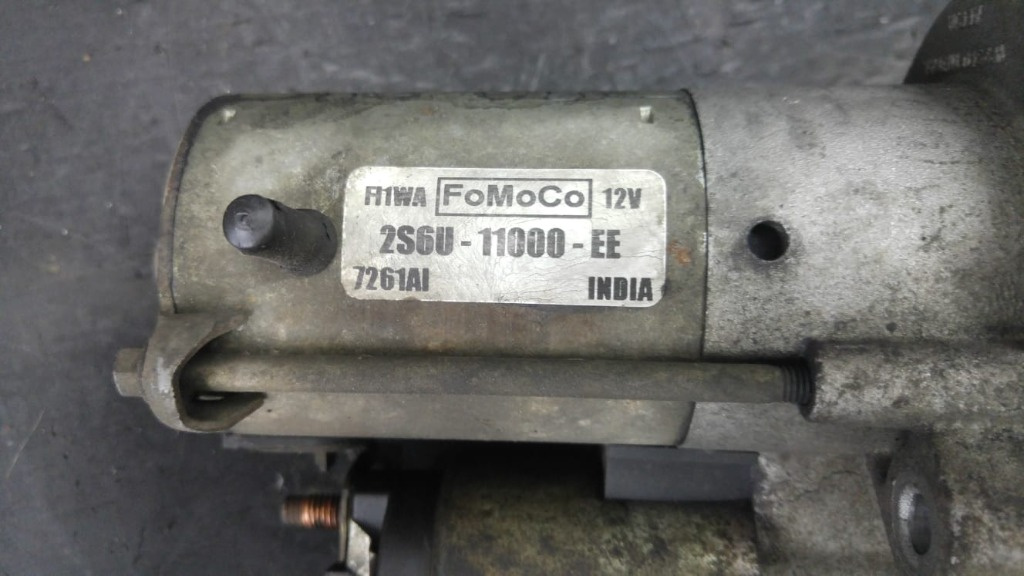 FI1WA FoMoCo 12V
2S6U - 11000 - EE
7261AI INDIA